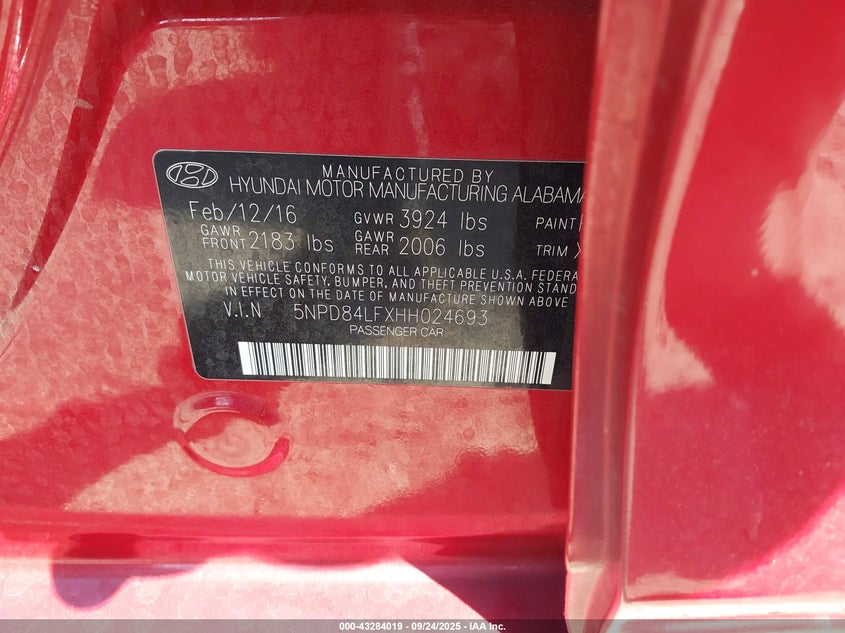 MANUFACTURED BY
HYUNDAI MOTOR MANUFACTURING ALABAMA
Feb/12/16 GVWR 3924 lbs PAINT
GAWR FRONT 2183 lbs GAWR REAR 2006 lbs TRIM
THIS VEHICLE CONFORMS TO ALL APPLICABLE U.S.A. FEDERA
MOTOR VEHICLE SAFETY, BUMPER, AND THEFT PREVENTION STAN
IN EFFECT ON THE DATE OF MANUFACTURING SHOWN ABOVE
V.I.N 5NPD84LFXHH024693
PASSENGER CAR
000-43284019 - 09/24/2025 - IAA Inc.